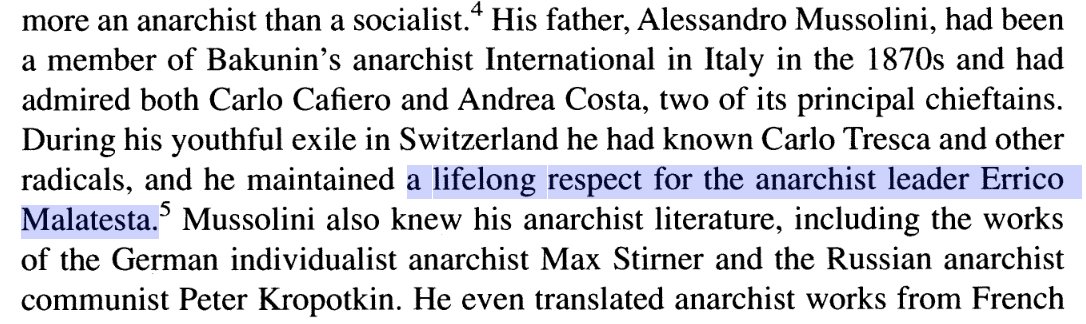 more an anarchist than a socialist.⁴ His father, Alessandro Mussolini, had been
a member of Bakunin’s anarchist International in Italy in the 1870s and had
admired both Carlo Cafiero and Andrea Costa, two of its principal chieftains.
During his youthful exile in Switzerland he had known Carlo Tresca and other
radicals, and he maintained a lifelong respect for the anarchist leader Errico
Malatesta.⁵ Mussolini also knew his anarchist literature, including the works
of the German individualist anarchist Max Stirner and the Russian anarchist
communist Peter Kropotkin. He even translated anarchist works from French